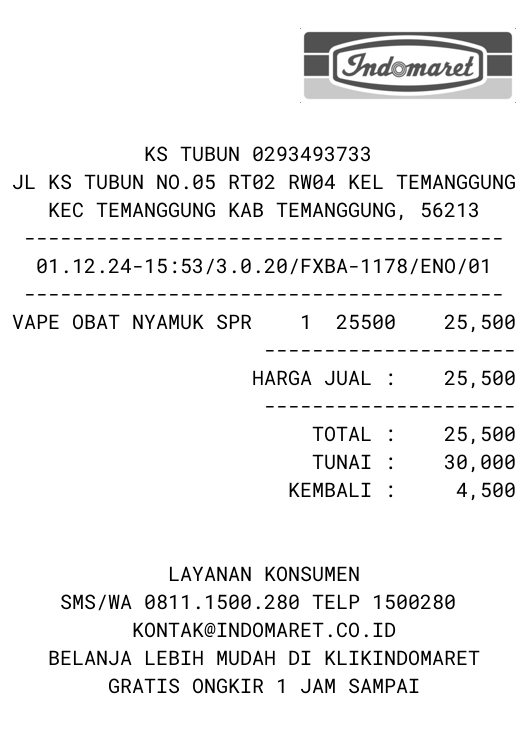 Indomaret
KS TUBUN 0293493733
JL KS TUBUN NO.05 RT02 RW04 KEL TEMANGGUNG
KEC TEMANGGUNG KAB TEMANGGUNG, 56213
----------------------------------------
01.12.24-15:53/3.0.20/FXBA-1178/ENO/01
----------------------------------------
VAPE OBAT NYAMUK SPR 1 25500 25,500
---------------------
HARGA JUAL : 25,500
---------------------
TOTAL : 25,500
TUNAI : 30,000
KEMBALI : 4,500
LAYANAN KONSUMEN
SMS/WA 0811.1500.280 TELP 1500280
KONTAK@INDOMARET.CO.ID
BELANJA LEBIH MUDAH DI KLIKINDOMARET
GRATIS ONGKIR 1 JAM SAMPAI